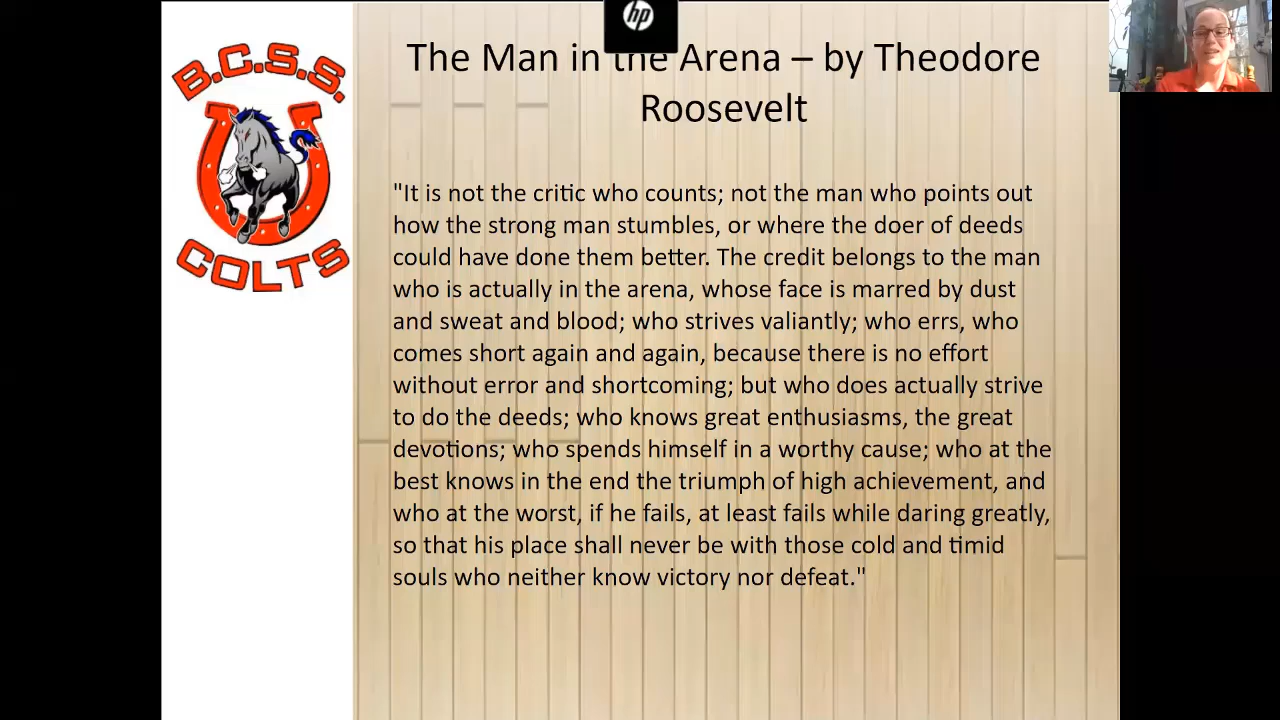 hp
B.C.S.S.
COLTS
The Man in the Arena – by Theodore
Roosevelt
"It is not the critic who counts; not the man who points out
how the strong man stumbles, or where the doer of deeds
could have done them better. The credit belongs to the man
who is actually in the arena, whose face is marred by dust
and sweat and blood; who strives valiantly; who errs, who
comes short again and again, because there is no effort
without error and shortcoming; but who does actually strive
to do the deeds; who knows great enthusiasms, the great
devotions; who spends himself in a worthy cause; who at the
best knows in the end the triumph of high achievement, and
who at the worst, if he fails, at least fails while daring greatly,
so that his place shall never be with those cold and timid
souls who neither know victory nor defeat."